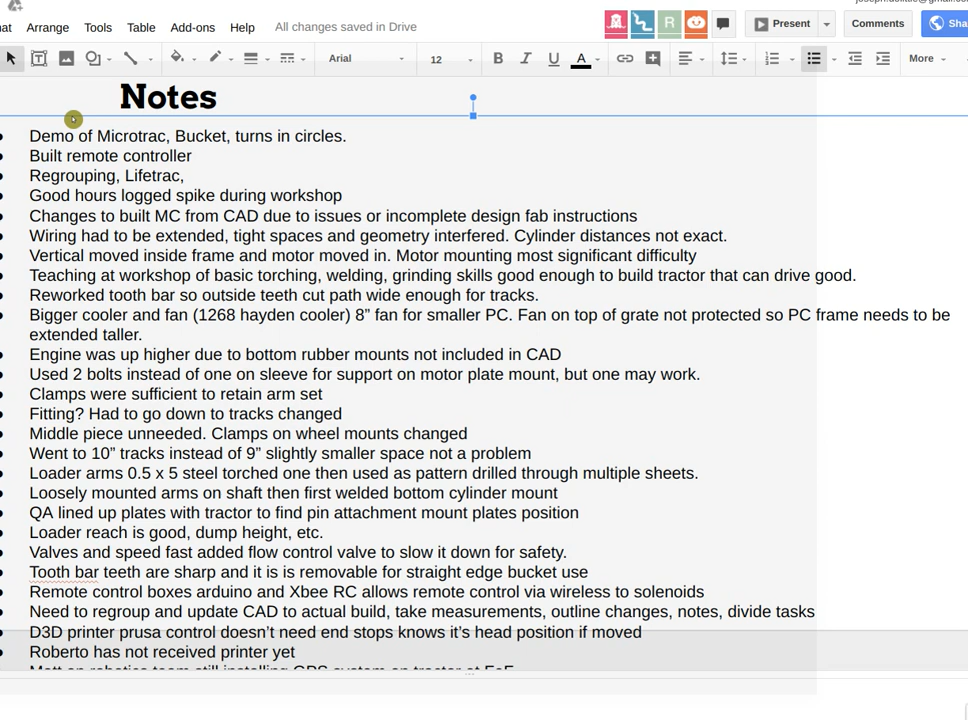 Arrange Tools Table Add-ons Help All changes saved in Drive R Present Comments
Arial 12 B I U A More
Notes
Demo of Microtrac, Bucket, turns in circles.
Built remote controller
Regrouping, Lifetrac,
Good hours logged spike during workshop
Changes to built MC from CAD due to issues or incomplete design fab instructions
Wiring had to be extended, tight spaces and geometry interfered. Cylinder distances not exact.
Vertical moved inside frame and motor moved in. Motor mounting most significant difficulty
Teaching at workshop of basic torching, welding, grinding skills good enough to build tractor that can drive good.
Reworked tooth bar so outside teeth cut path wide enough for tracks.
Bigger cooler and fan (1268 hayden cooler) 8” fan for smaller PC. Fan on top of grate not protected so PC frame needs to be
extended taller.
Engine was up higher due to bottom rubber mounts not included in CAD
Used 2 bolts instead of one on sleeve for support on motor plate mount, but one may work.
Clamps were sufficient to retain arm set
Fitting? Had to go down to tracks changed
Middle piece unneeded. Clamps on wheel mounts changed
Went to 10” tracks instead of 9” slightly smaller space not a problem
Loader arms 0.5 x 5 steel torched one then used as pattern drilled through multiple sheets.
Loosely mounted arms on shaft then first welded bottom cylinder mount
QA lined up plates with tractor to find pin attachment mount plates position
Loader reach is good, dump height, etc.
Valves and speed fast added flow control valve to slow it down for safety.
Tooth bar teeth are sharp and it is is removable for straight edge bucket use
Remote control boxes arduino and Xbee RC allows remote control via wireless to solenoids
Need to regroup and update CAD to actual build, take measurements, outline changes, notes, divide tasks
D3D printer prusa control doesn’t need end stops knows it’s head position if moved
Roberto has not received printer yet
Matt on robotics team still installing GPS system on tractor at FeF